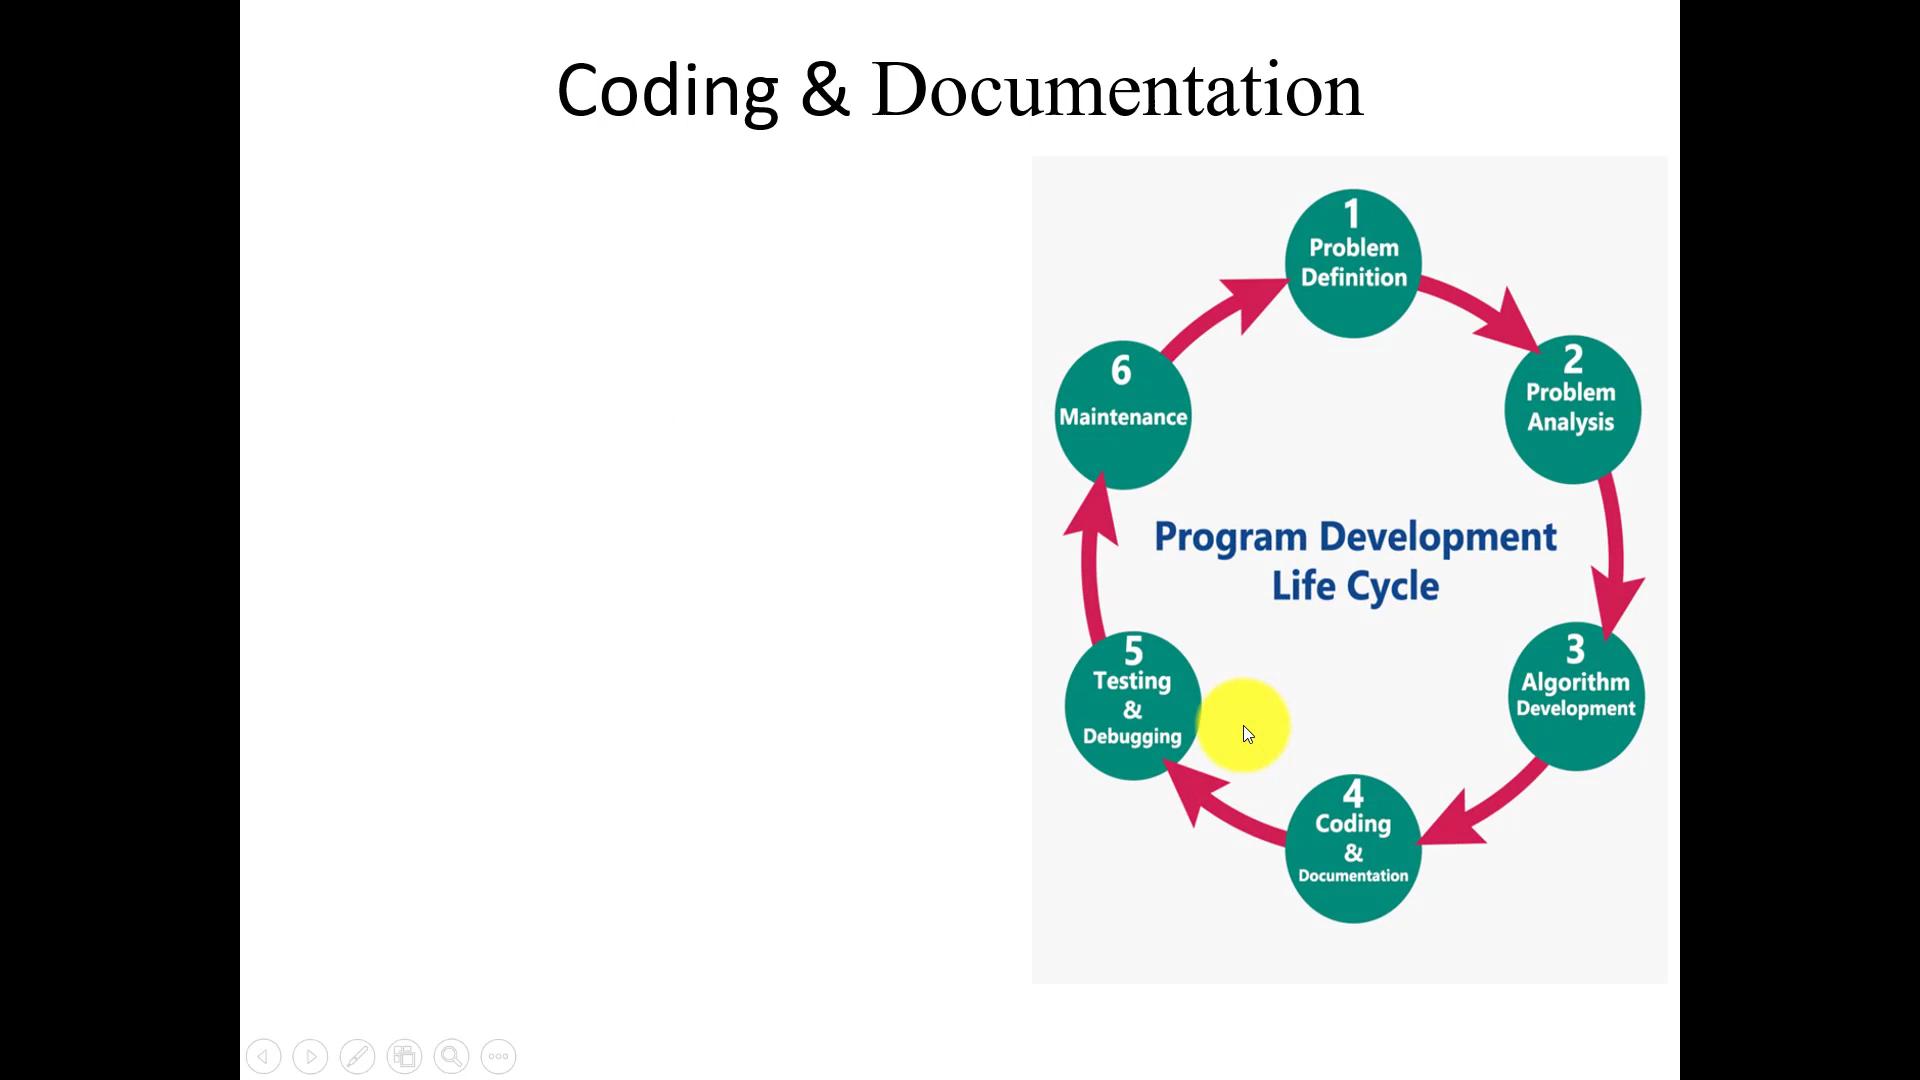 Coding & Documentation
1
Problem
Definition
2
Problem
Analysis
3
Algorithm
Development
4
Coding
&
Documentation
5
Testing
&
Debugging
6
Maintenance
Program Development
Life Cycle